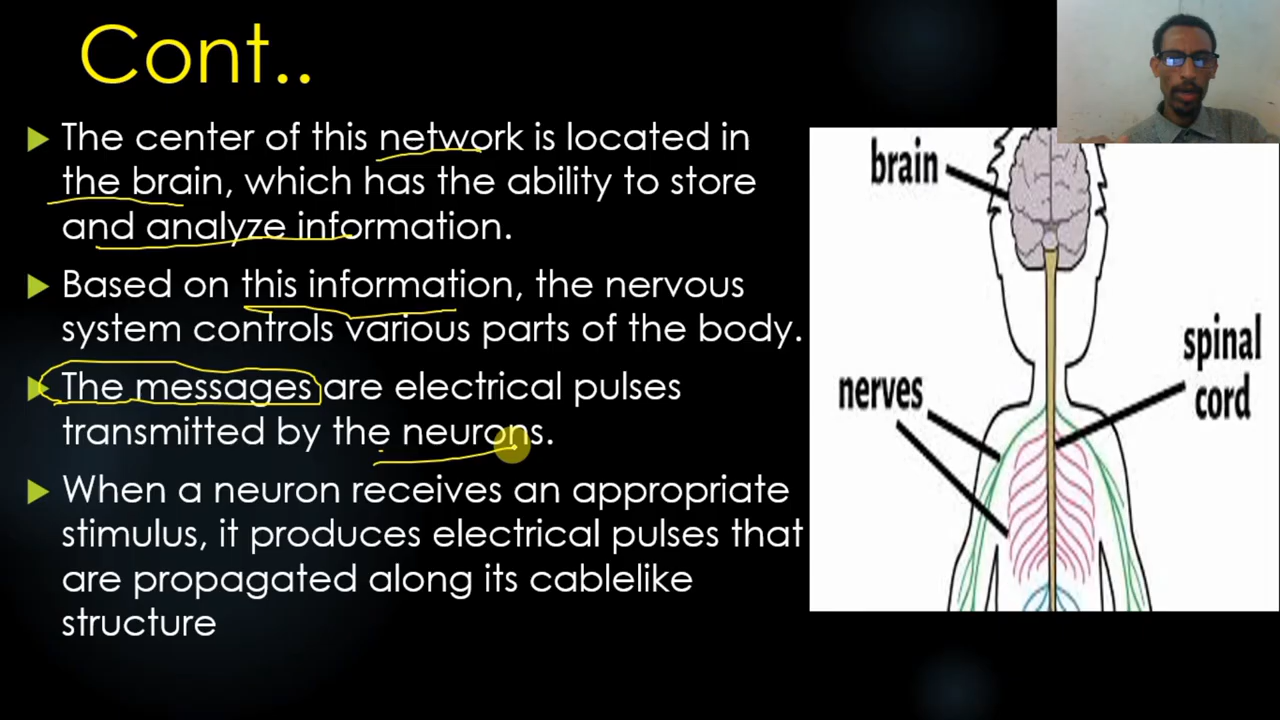 Cont..
The center of this network is located in
the brain, which has the ability to store
and analyze information.
Based on this information, the nervous
system controls various parts of the body.
The messages are electrical pulses
transmitted by the neurons.
When a neuron receives an appropriate
stimulus, it produces electrical pulses that
are propagated along its cablelike
structure
brain
spinal
cord
nerves